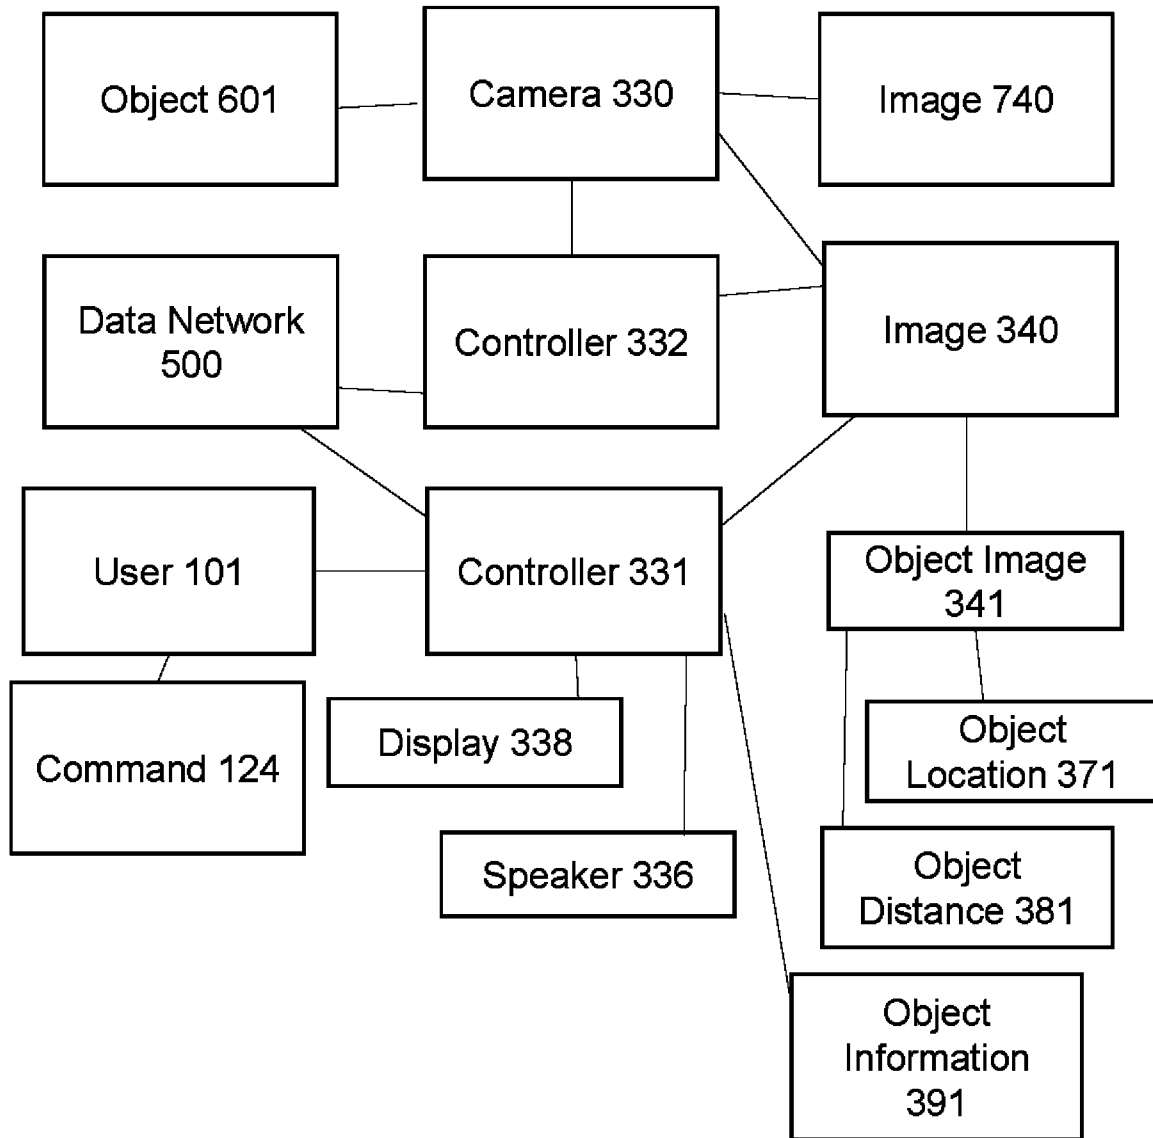 Object 601
Camera 330
Image 740
Data Network
500
Controller 332
Image 340
User 101
Controller 331
Object Image
341
Command 124
Display 338
Object
Location 371
Speaker 336
Object
Distance 381
Object
Information
391